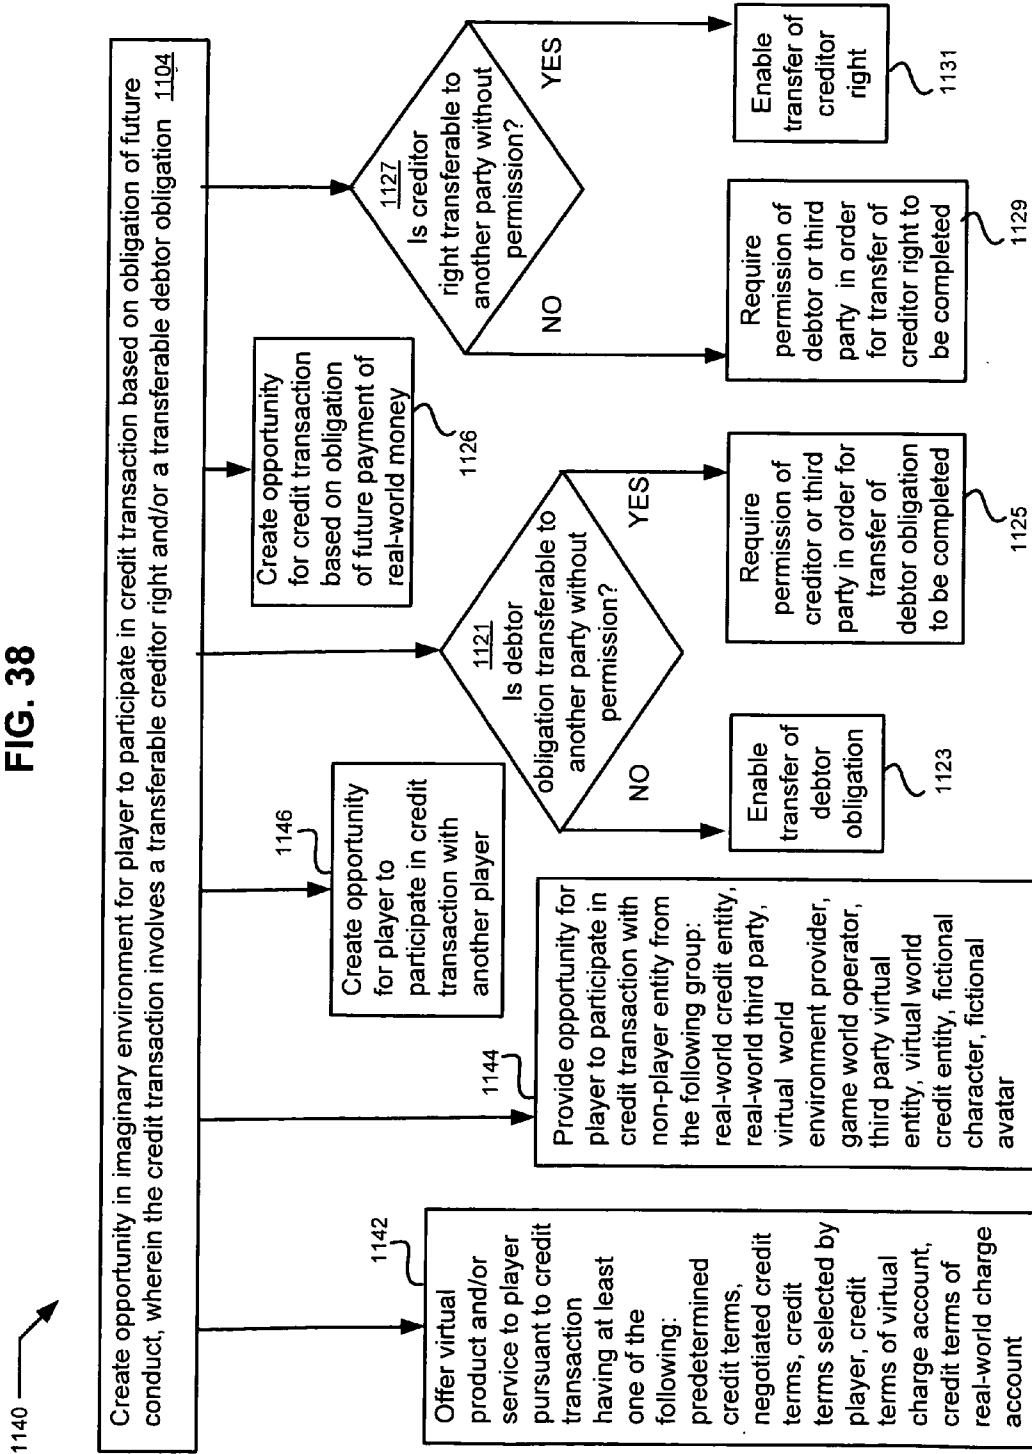 FIG. 38
1140
Create opportunity in imaginary environment for player to participate in credit transaction based on obligation of future
conduct, wherein the credit transaction involves a transferable creditor right and/or a transferable debtor obligation 1104
1142
Offer virtual
product and/or
service to player
pursuant to credit
transaction
having at least
one of the
following:
predetermined
credit terms,
negotiated credit
terms, credit
terms selected by
player, credit
terms of virtual
charge account,
credit terms of
real-world charge
account
1144
Provide opportunity for
player to participate in
credit transaction with
non-player entity from
the following group:
real-world credit entity,
real-world third party,
virtual world
environment provider,
game world operator,
third party virtual
entity, virtual world
credit entity, fictional
character, fictional
avatar
1146
Create opportunity
for player to
participate in credit
transaction with
another player
1121
Is debtor
obligation transferable to
another party without
permission?
NO
YES
Enable
transfer of
debtor
obligation
1123
Require
permission of
creditor or third
party in order for
transfer of
debtor obligation
to be completed
1125
Create opportunity
for credit transaction
based on obligation
of future payment of
real-world money
1126
1127
Is creditor
right transferable to
another party without
permission?
NO
YES
Require
permission of
debtor or third
party in order
for transfer of
creditor right to
be completed
1129
Enable
transfer of
creditor
right
1131